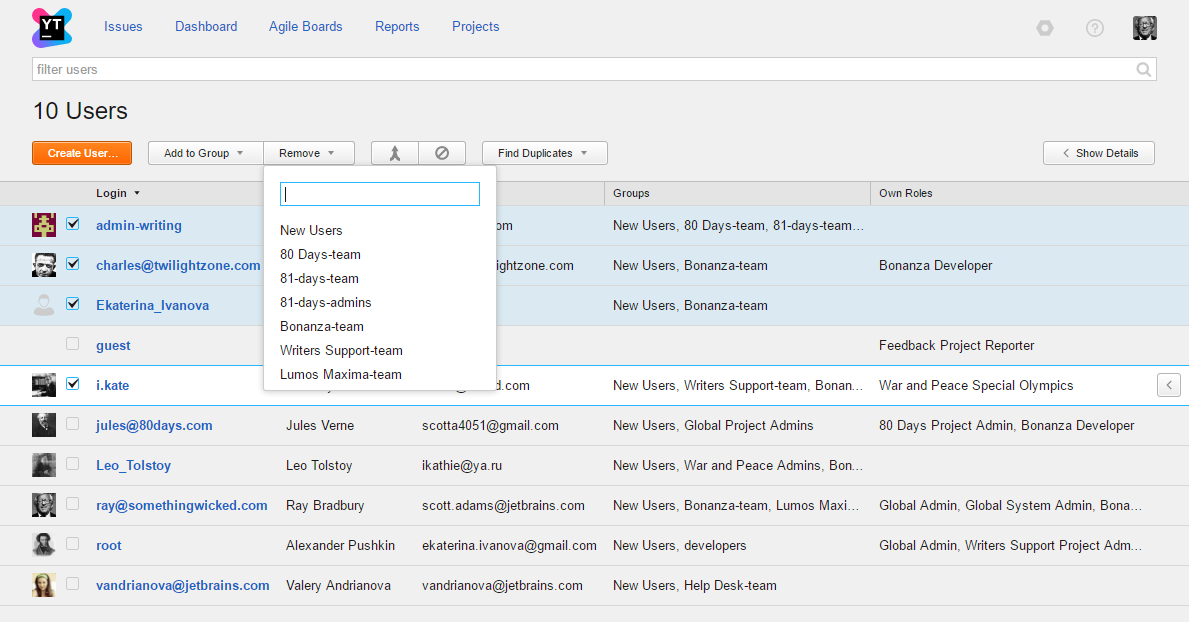 YT
Issues Dashboard Agile Boards Reports Projects
filter users
10 Users
Create User... Add to Group Remove Find Duplicates Show Details
Login Groups Own Roles
New Users
80 Days-team
81-days-team
81-days-admins
Bonanza-team
Writers Support-team
Lumos Maxima-team
admin-writing New Users, 80 Days-team, 81-days-team…
charles@twilightzone.com ightzone.com New Users, Bonanza-team Bonanza Developer
Ekaterina_Ivanova New Users, Bonanza-team
guest Feedback Project Reporter
i.kate d.com New Users, Writers Support-team, Bonan… War and Peace Special Olympics
jules@80days.com Jules Verne scotta4051@gmail.com New Users, Global Project Admins 80 Days Project Admin, Bonanza Developer
Leo_Tolstoy Leo Tolstoy ikathie@ya.ru New Users, War and Peace Admins, Bon…
ray@somethingwicked.com Ray Bradbury scott.adams@jetbrains.com New Users, Bonanza-team, Lumos Maxi… Global Admin, Global System Admin, Bona…
root Alexander Pushkin ekaterina.ivanova@gmail.com New Users, developers Global Admin, Writers Support Project Adm…
vandrianova@jetbrains.com Valery Andrianova vandrianova@jetbrains.com New Users, Help Desk-team